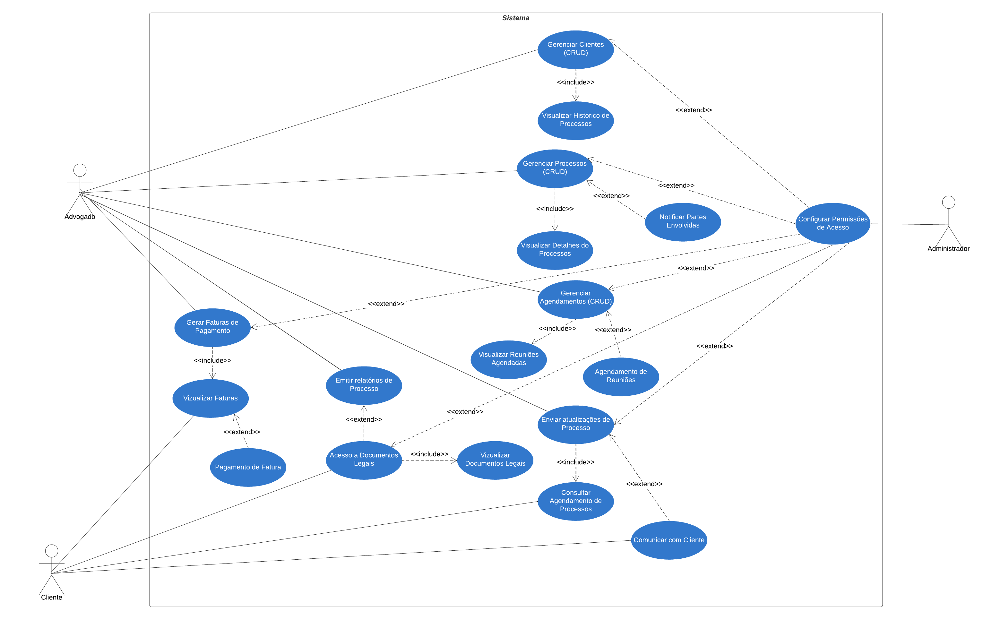 Sistema
Gerenciar Clientes
(CRUD)
<<include>>
Visualizar Histórico de
Processos
<<extend>>
Gerenciar Processos
(CRUD)
<<extend>>
<<extend>>
<<include>>
Notificar Partes
Envolvidas
Visualizar Detalhes do
Processos
Configurar Permissões
de Acesso
Advogado
Administrador
<<extend>>
Gerenciar
Agendamentos (CRUD)
<<extend>>
Gerar Faturas de
Pagamento
<<include>>
<<extend>>
<<extend>>
Visualizar Reuniões
Agendadas
<<include>>
Agendamento de
Reuniões
Emitir relatórios de
Processo
Vizualizar Faturas
<<extend>>
<<extend>>
<<extend>>
Enviar atualizações de
Processo
Pagamento de Fatura
Acesso a Documentos
Legais
<<include>>
Vizualizar
Documentos Legais
<<include>>
<<extend>>
Consultar
Agendamento de
Processos
Comunicar com Cliente
Cliente